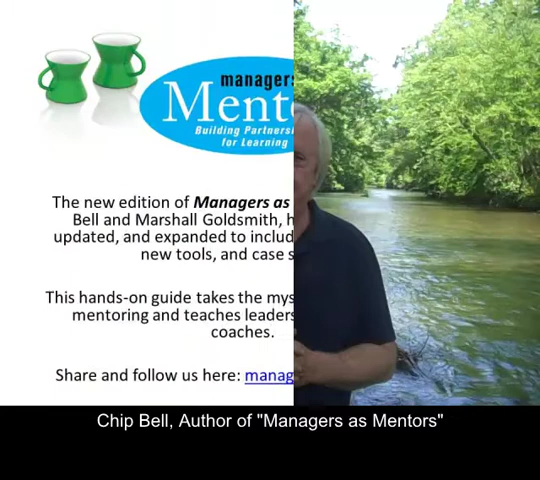 managers
Ment
Building Partners
for Learning
The new edition of Managers as
Bell and Marshall Goldsmith, h
updated, and expanded to includ
new tools, and case s
This hands-on guide takes the mys
mentoring and teaches leaders
coaches.
Share and follow us here: manag
Chip Bell, Author of "Managers as Mentors"